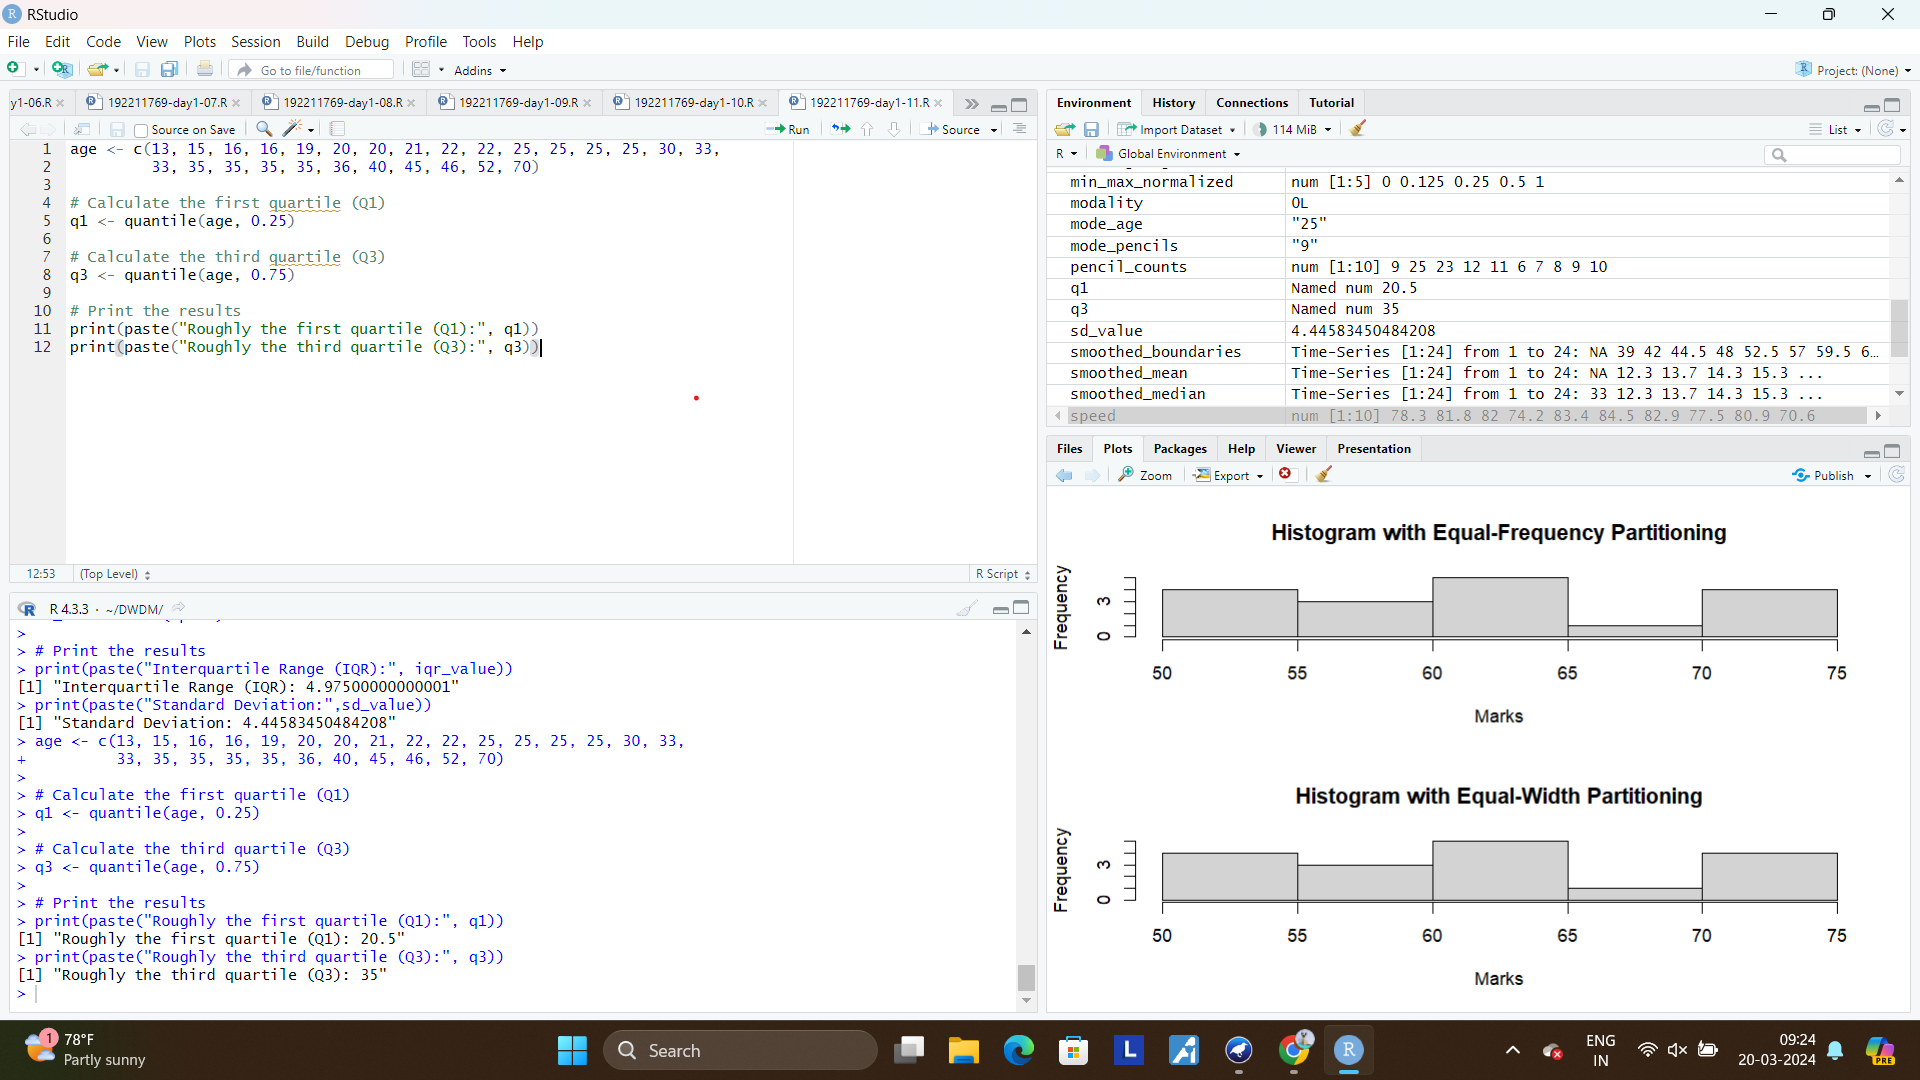 RStudio
File Edit Code View Plots Session Build Debug Profile Tools Help
Go to file/function Addins Project: (None)
y1-06.R 192211769-day1-07.R 192211769-day1-08.R 192211769-day1-09.R 192211769-day1-10.R 192211769-day1-11.R
Source on Save Run Source
1 age <- c(13, 15, 16, 16, 19, 20, 20, 21, 22, 22, 25, 25, 25, 25, 30, 33,
2 33, 35, 35, 35, 35, 36, 40, 45, 46, 52, 70)
3
4 # Calculate the first quartile (Q1)
5 q1 <- quantile(age, 0.25)
6
7 # Calculate the third quartile (Q3)
8 q3 <- quantile(age, 0.75)
9
10 # Print the results
11 print(paste("Roughly the first quartile (Q1):", q1))
12 print(paste("Roughly the third quartile (Q3):", q3))
12:53 (Top Level) R Script
R 4.3.3 · ~/DWDM/
>
> # Print the results
> print(paste("Interquartile Range (IQR):", iqr_value))
[1] "Interquartile Range (IQR): 4.97500000000001"
> print(paste("Standard Deviation:",sd_value))
[1] "Standard Deviation: 4.44583450484208"
> age <- c(13, 15, 16, 16, 19, 20, 20, 21, 22, 22, 25, 25, 25, 25, 30, 33,
+ 33, 35, 35, 35, 35, 36, 40, 45, 46, 52, 70)
>
> # Calculate the first quartile (Q1)
> q1 <- quantile(age, 0.25)
>
> # Calculate the third quartile (Q3)
> q3 <- quantile(age, 0.75)
>
> # Print the results
> print(paste("Roughly the first quartile (Q1):", q1))
[1] "Roughly the first quartile (Q1): 20.5"
> print(paste("Roughly the third quartile (Q3):", q3))
[1] "Roughly the third quartile (Q3): 35"
>
Environment History Connections Tutorial
Import Dataset 114 MiB List
R Global Environment
min_max_normalized num [1:5] 0 0.125 0.25 0.5 1
modality 0L
mode_age "25"
mode_pencils "9"
pencil_counts num [1:10] 9 25 23 12 11 6 7 8 9 10
q1 Named num 20.5
q3 Named num 35
sd_value 4.44583450484208
smoothed_boundaries Time-Series [1:24] from 1 to 24: NA 39 42 44.5 48 52.5 57 59.5 6…
smoothed_mean Time-Series [1:24] from 1 to 24: NA 12.3 13.7 14.3 15.3 ...
smoothed_median Time-Series [1:24] from 1 to 24: 33 12.3 13.7 14.3 15.3 ...
speed num [1:10] 78.3 81.8 82 74.2 83.4 84.5 82.9 77.5 80.9 70.6
Files Plots Packages Help Viewer Presentation
Zoom Export Publish
Histogram with Equal-Frequency Partitioning
Frequency
3
0
50 55 60 65 70 75
Marks
Histogram with Equal-Width Partitioning
Frequency
3
0
50 55 60 65 70 75
Marks
1 78°F
Partly sunny
Search
L
R
ENG
IN
09:24
20-03-2024
PRE